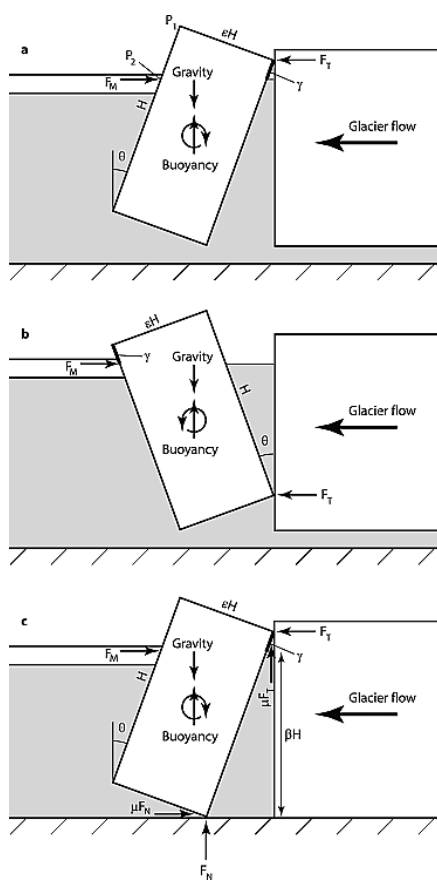 a
P1
εH
P2
FM
Gravity
FT
H
γ
θ
Buoyancy
Glacier flow
b
εH
γ
FM
Gravity
H
Glacier flow
θ
Buoyancy
FT
c
εH
FM
Gravity
FT
H
γ
μFT
θ
Glacier flow
βH
Buoyancy
μFN
FN